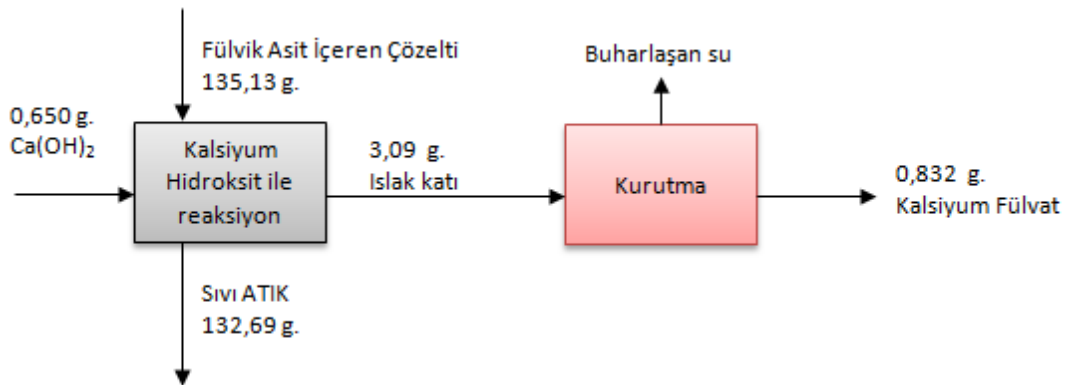 Fülvik Asit İçeren Çözelti
135,13 g.
0,650 g.
Ca(OH)₂
Kalsiyum
Hidroksit ile
reaksiyon
3,09  g.
Islak katı
Buharlaşan su
Kurutma
0,832  g.
Kalsiyum Fülvat
Sıvı ATIK
132,69 g.